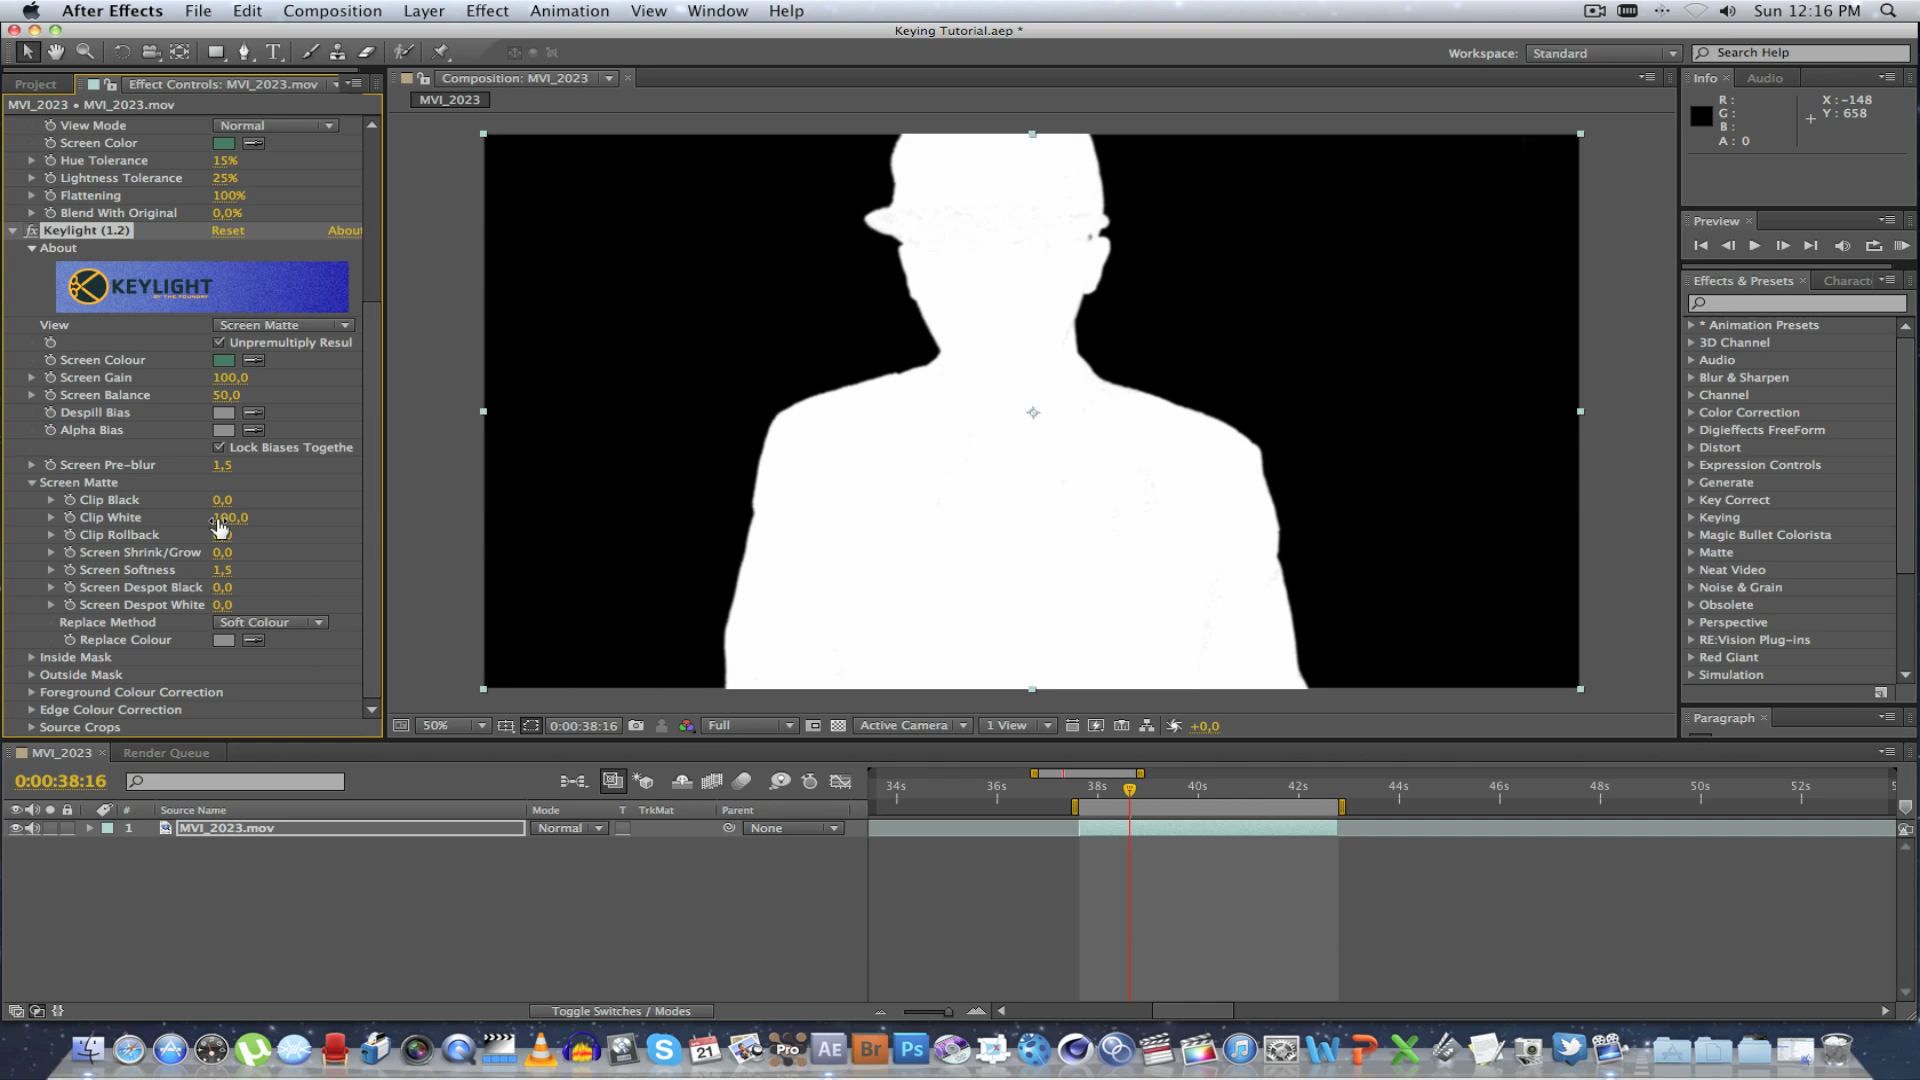 After Effects File Edit Composition Layer Effect Animation View Window Help Sun 12:16 PM
Keying Tutorial.aep *
Workspace: Standard Search Help
Project Effect Controls: MVI_2023.mov Composition: MVI_2023 Info Audio
MVI_2023 • MVI_2023.mov MVI_2023
R:
G:
B:
A: 0
X: -148
Y: 658
View Mode Normal
Screen Color
Hue Tolerance 15%
Lightness Tolerance 25%
Flattening 100%
Blend With Original 0,0%
fx Keylight (1.2) Reset About
About
KEYLIGHT
BY THE FOUNDRY
View Screen Matte
Unpremultiply Resul
Screen Colour
Screen Gain 100,0
Screen Balance 50,0
Despill Bias
Alpha Bias
Lock Biases Togethe
Screen Pre-blur 1,5
Screen Matte
Clip Black 0,0
Clip White
Clip Rollback
Screen Shrink/Grow 0,0
Screen Softness 1,5
Screen Despot Black 0,0
Screen Despot White 0,0
Replace Method Soft Colour
Replace Colour
Inside Mask
Outside Mask
Foreground Colour Correction
Edge Colour Correction
Source Crops
Preview
Effects & Presets Charact
* Animation Presets
3D Channel
Audio
Blur & Sharpen
Channel
Color Correction
Digieffects FreeForm
Distort
Expression Controls
Generate
Key Correct
Keying
Magic Bullet Colorista
Matte
Neat Video
Noise & Grain
Obsolete
Perspective
RE:Vision Plug-ins
Red Giant
Simulation
Paragraph
50% 0:00:38:16 Full Active Camera 1 View +0,0
MVI_2023 Render Queue
0:00:38:16
34s 36s 38s 40s 42s 44s 46s 48s 50s 52s 5
# Source Name Mode T TrkMat Parent
1 MVI_2023.mov Normal None
Toggle Switches / Modes
21 Pro AE Br Ps